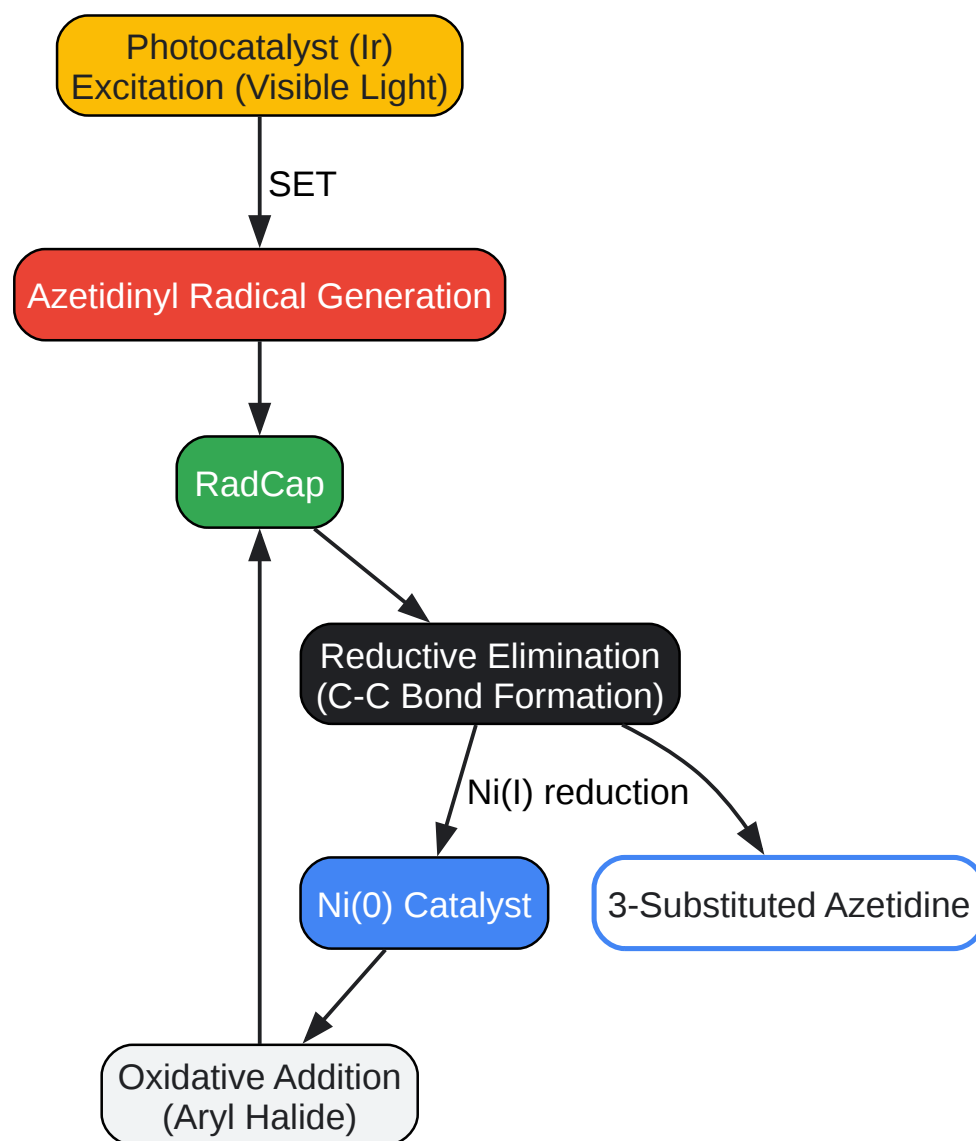 Photocatalyst (Ir)
Excitation (Visible Light)
SET
Azetidinyl Radical Generation
RadCap
Reductive Elimination
(C-C Bond Formation)
Ni(I) reduction
Ni(0) Catalyst
3-Substituted Azetidine
Oxidative Addition
(Aryl Halide)